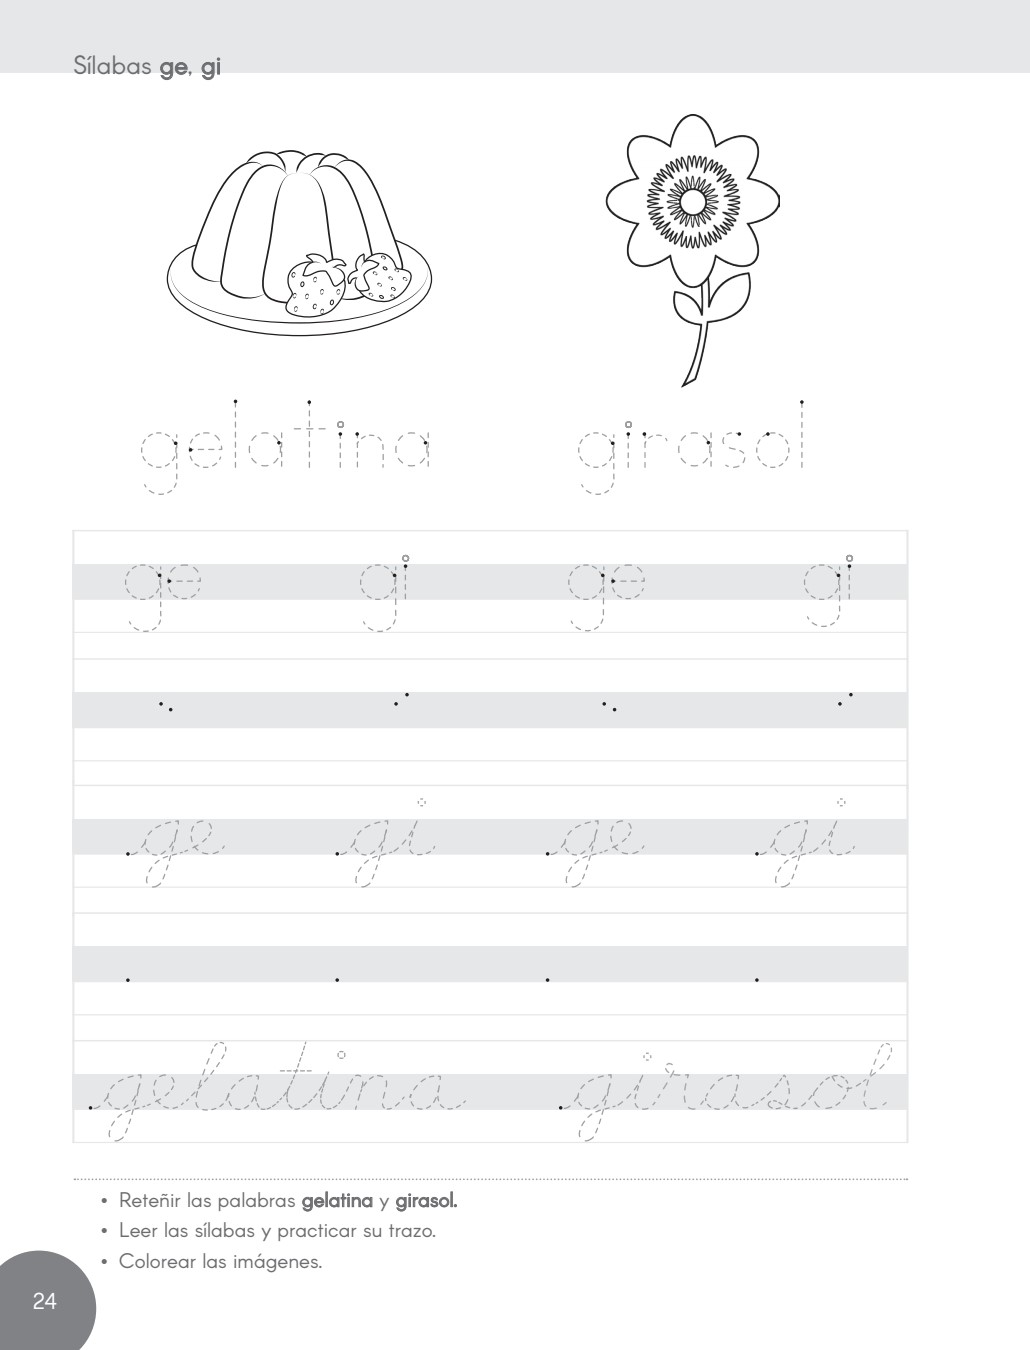 Sílabas ge, gi
gelatina girasol
ge gi ge gi
ge gi ge gi
gelatina girasol
• Reteñir las palabras gelatina y girasol.
• Leer las sílabas y practicar su trazo.
• Colorear las imágenes.
24